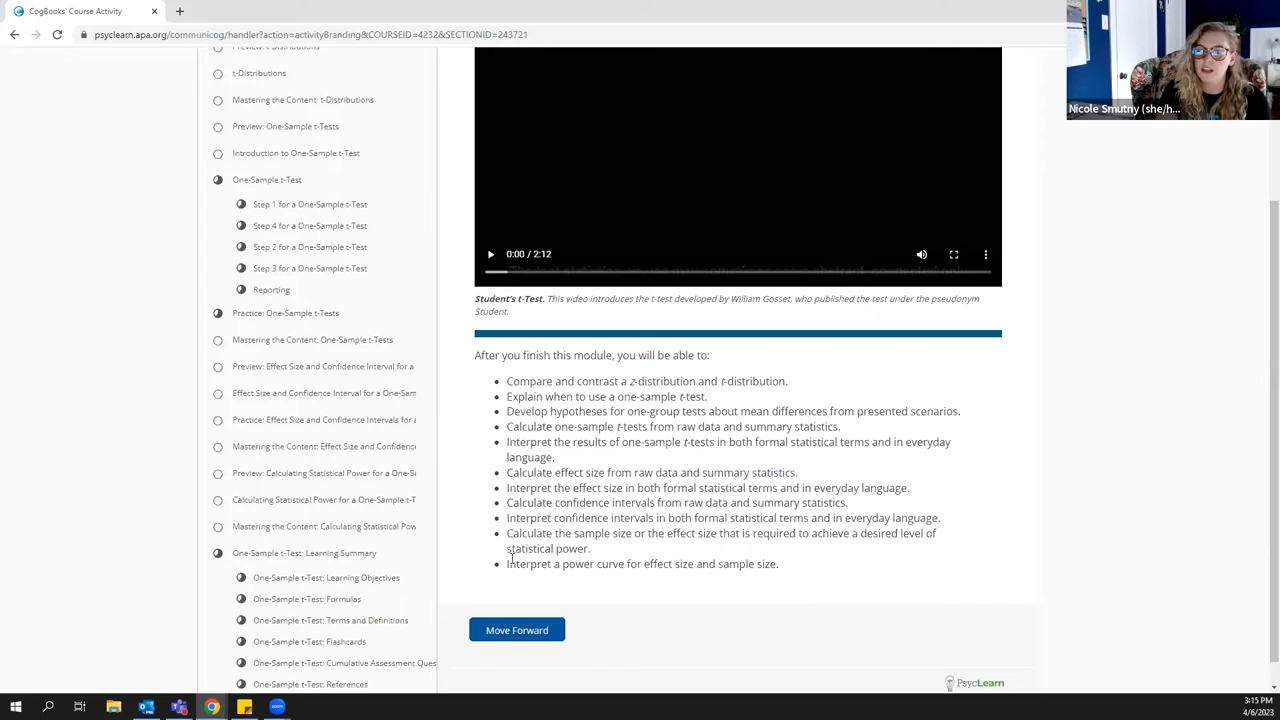 CogBooks' Course Activity
psyclearn.apa.org/communicog/handler?action=activityBranding&COURSEID=4232&SECTIONID=243721
Nicole Smutny (she/h...
Preview: t-Distributions
t-Distributions
Mastering the Content: t-Distributions
Preview: One-Sample t-Tests
Introduction to One-Sample t-Test
One-Sample t-Test
Step 1 for a One-Sample t-Test
Step 4 for a One-Sample t-Test
Step 2 for a One-Sample t-Test
Step 3 for a One-Sample t-Test
Reporting
Practice: One-Sample t-Tests
Mastering the Content: One-Sample t-Tests
Preview: Effect Size and Confidence Interval for a
Effect Size and Confidence Interval for a One-Sam
Practice: Effect Size and Confidence Intervals for
Mastering the Content: Effect Size and Confidence
Preview: Calculating Statistical Power for a One-Sa
Calculating Statistical Power for a One-Sample t-T
Mastering the Content: Calculating Statistical Pow
One-Sample t-Test: Learning Summary
One-Sample t-Test: Learning Objectives
One-Sample t-Test: Formulas
One-Sample t-Test: Terms and Definitions
One-Sample t-Test: Flashcards
One-Sample t-Test: Cumulative Assessment Ques
One-Sample t-Test: References
0:00 / 2:12
Student's t-Test. This video introduces the t-test developed by William Gosset, who published the test under the pseudonym
Student.
After you finish this module, you will be able to:
• Compare and contrast a z-distribution and t-distribution.
• Explain when to use a one-sample t-test.
• Develop hypotheses for one-group tests about mean differences from presented scenarios.
• Calculate one-sample t-tests from raw data and summary statistics.
• Interpret the results of one-sample t-tests in both formal statistical terms and in everyday
language.
• Calculate effect size from raw data and summary statistics.
• Interpret the effect size in both formal statistical terms and in everyday language.
• Calculate confidence intervals from raw data and summary statistics.
• Interpret confidence intervals in both formal statistical terms and in everyday language.
• Calculate the sample size or the effect size that is required to achieve a desired level of
statistical power.
• Interpret a power curve for effect size and sample size.
Move Forward
PsycLearn
3:15 PM
4/6/2023